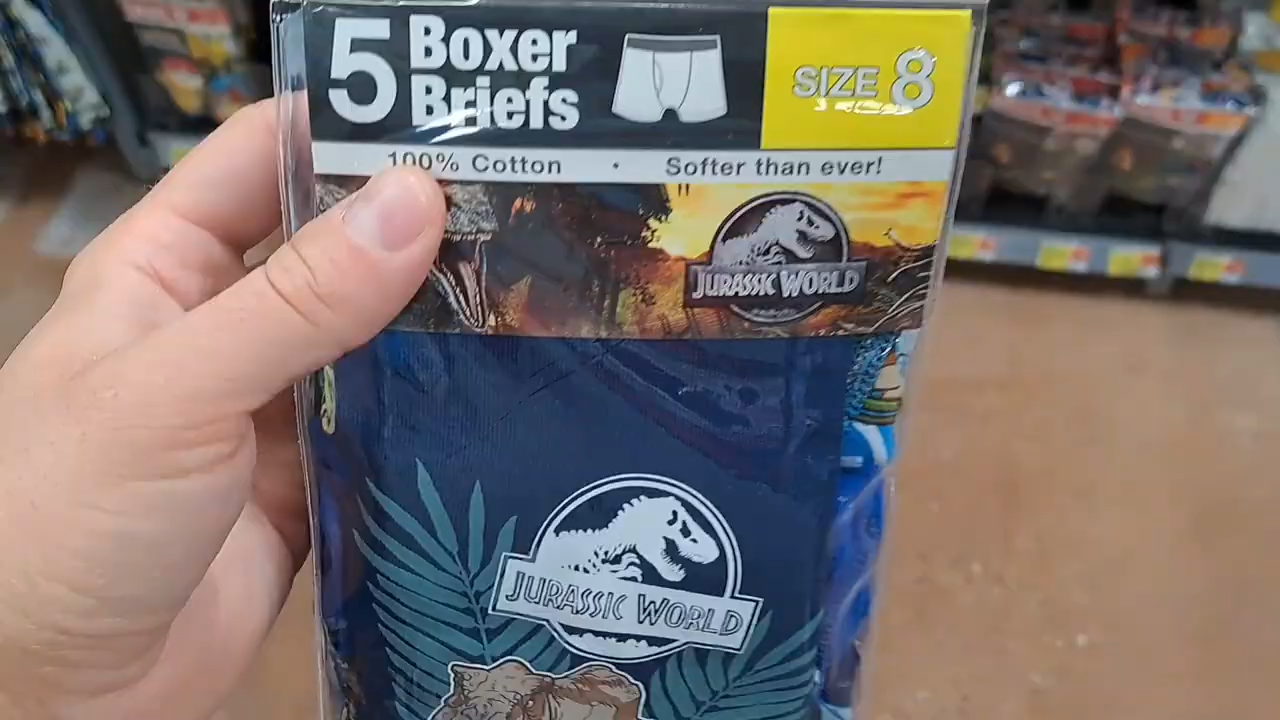 5 Boxer
Briefs
SIZE 8
100% Cotton • Softer than ever!
JURASSIC WORLD
JURASSIC WORLD